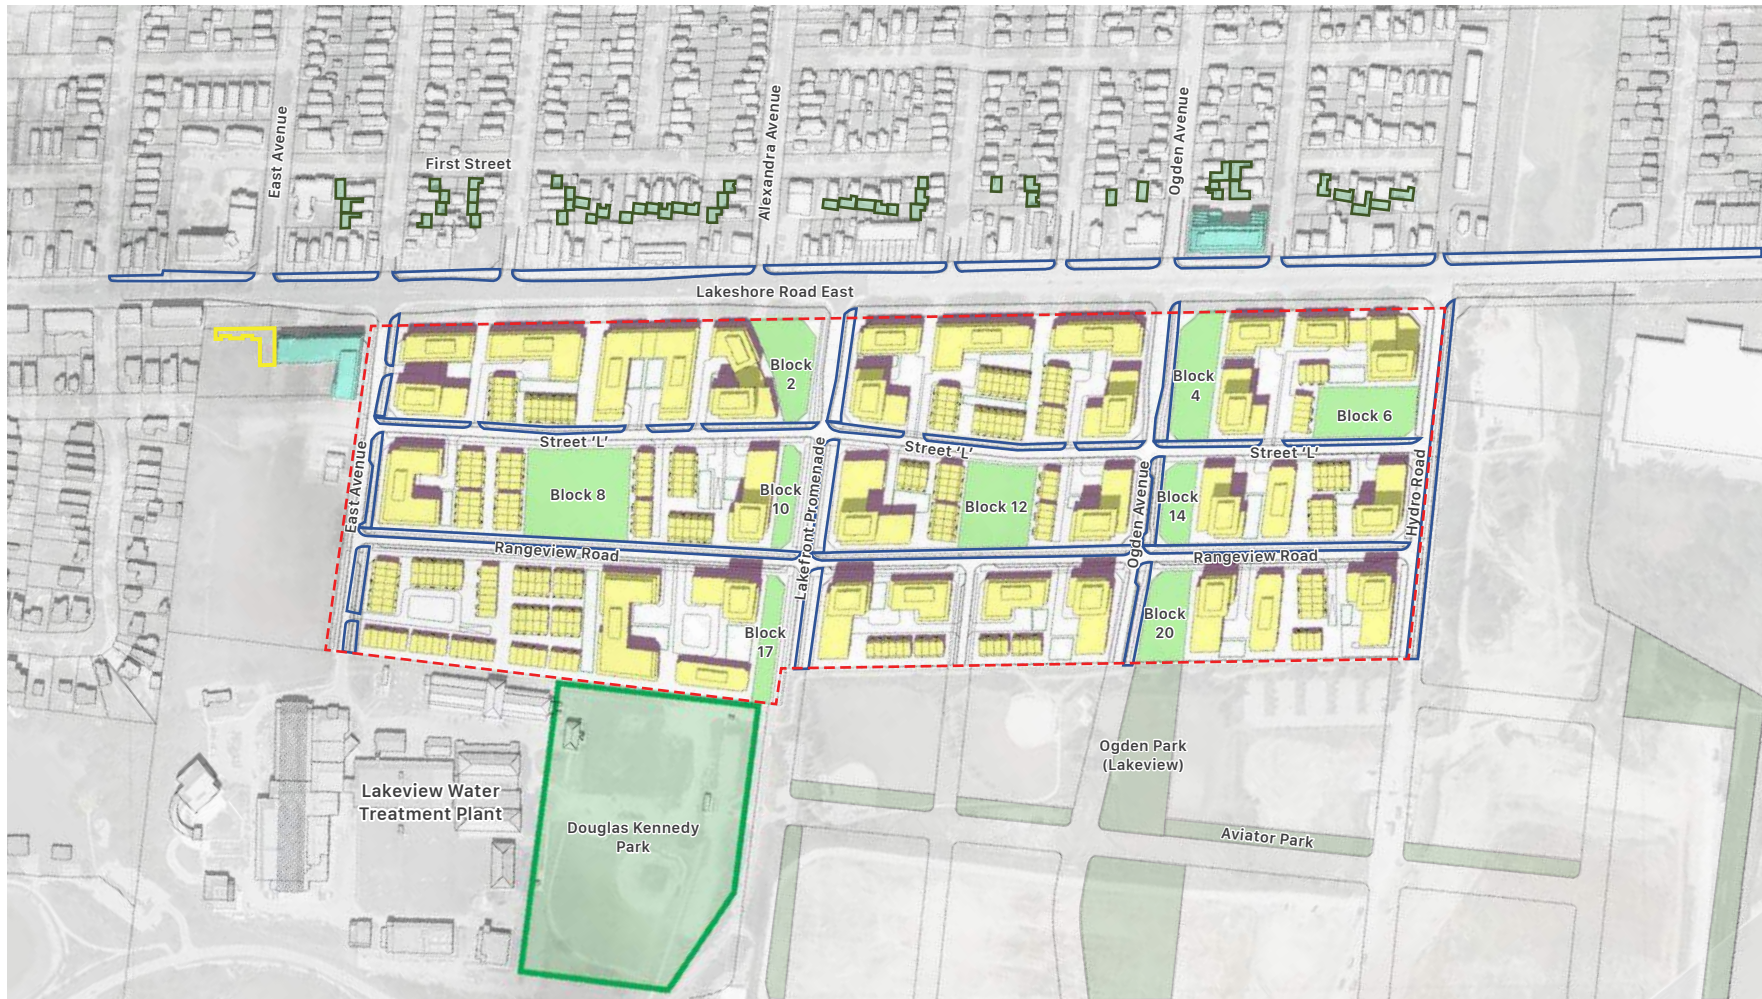 East Avenue
First Street
Alexandra Avenue
Ogden Avenue
Lakeshore Road East
Block
2
Block
4
Block 6
Street ‘L’
Street ‘L’
Street ‘L’
East Avenue
Block 8
Block
10
Lakefront Promenade
Block 12
Ogden Avenue
Block
14
Hydro Road
Rangeview Road
Rangeview Road
Block
17
Block
20
Lakeview Water
Treatment Plant
Douglas Kennedy
Park
Ogden Park
(Lakeview)
Aviator Park